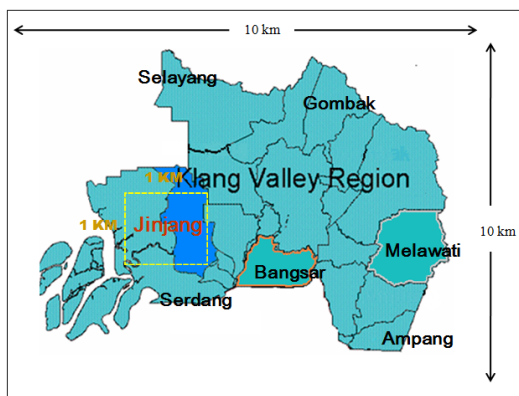 10 km
Selayang
Gombak
1 KM
Klang Valley Region
1 KM
Jinjang
10 km
Melawati
Bangsar
Serdang
Ampang